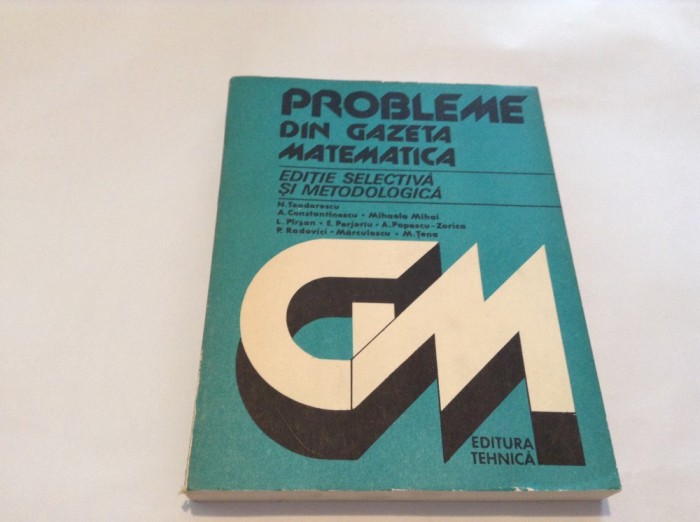 PROBLEME
DIN GAZETA
MATEMATICA
EDIȚIE SELECTIVĂ
ȘI METODOLOGICĂ
N. Teodorescu
A. Constantinescu • Mihaela Mihai
L. Pîrșan • E. Perjeriu • A. Popescu-Zorica
P. Radovici - Mărculescu • M. Țena
GM
EDITURA
TEHNICĂ